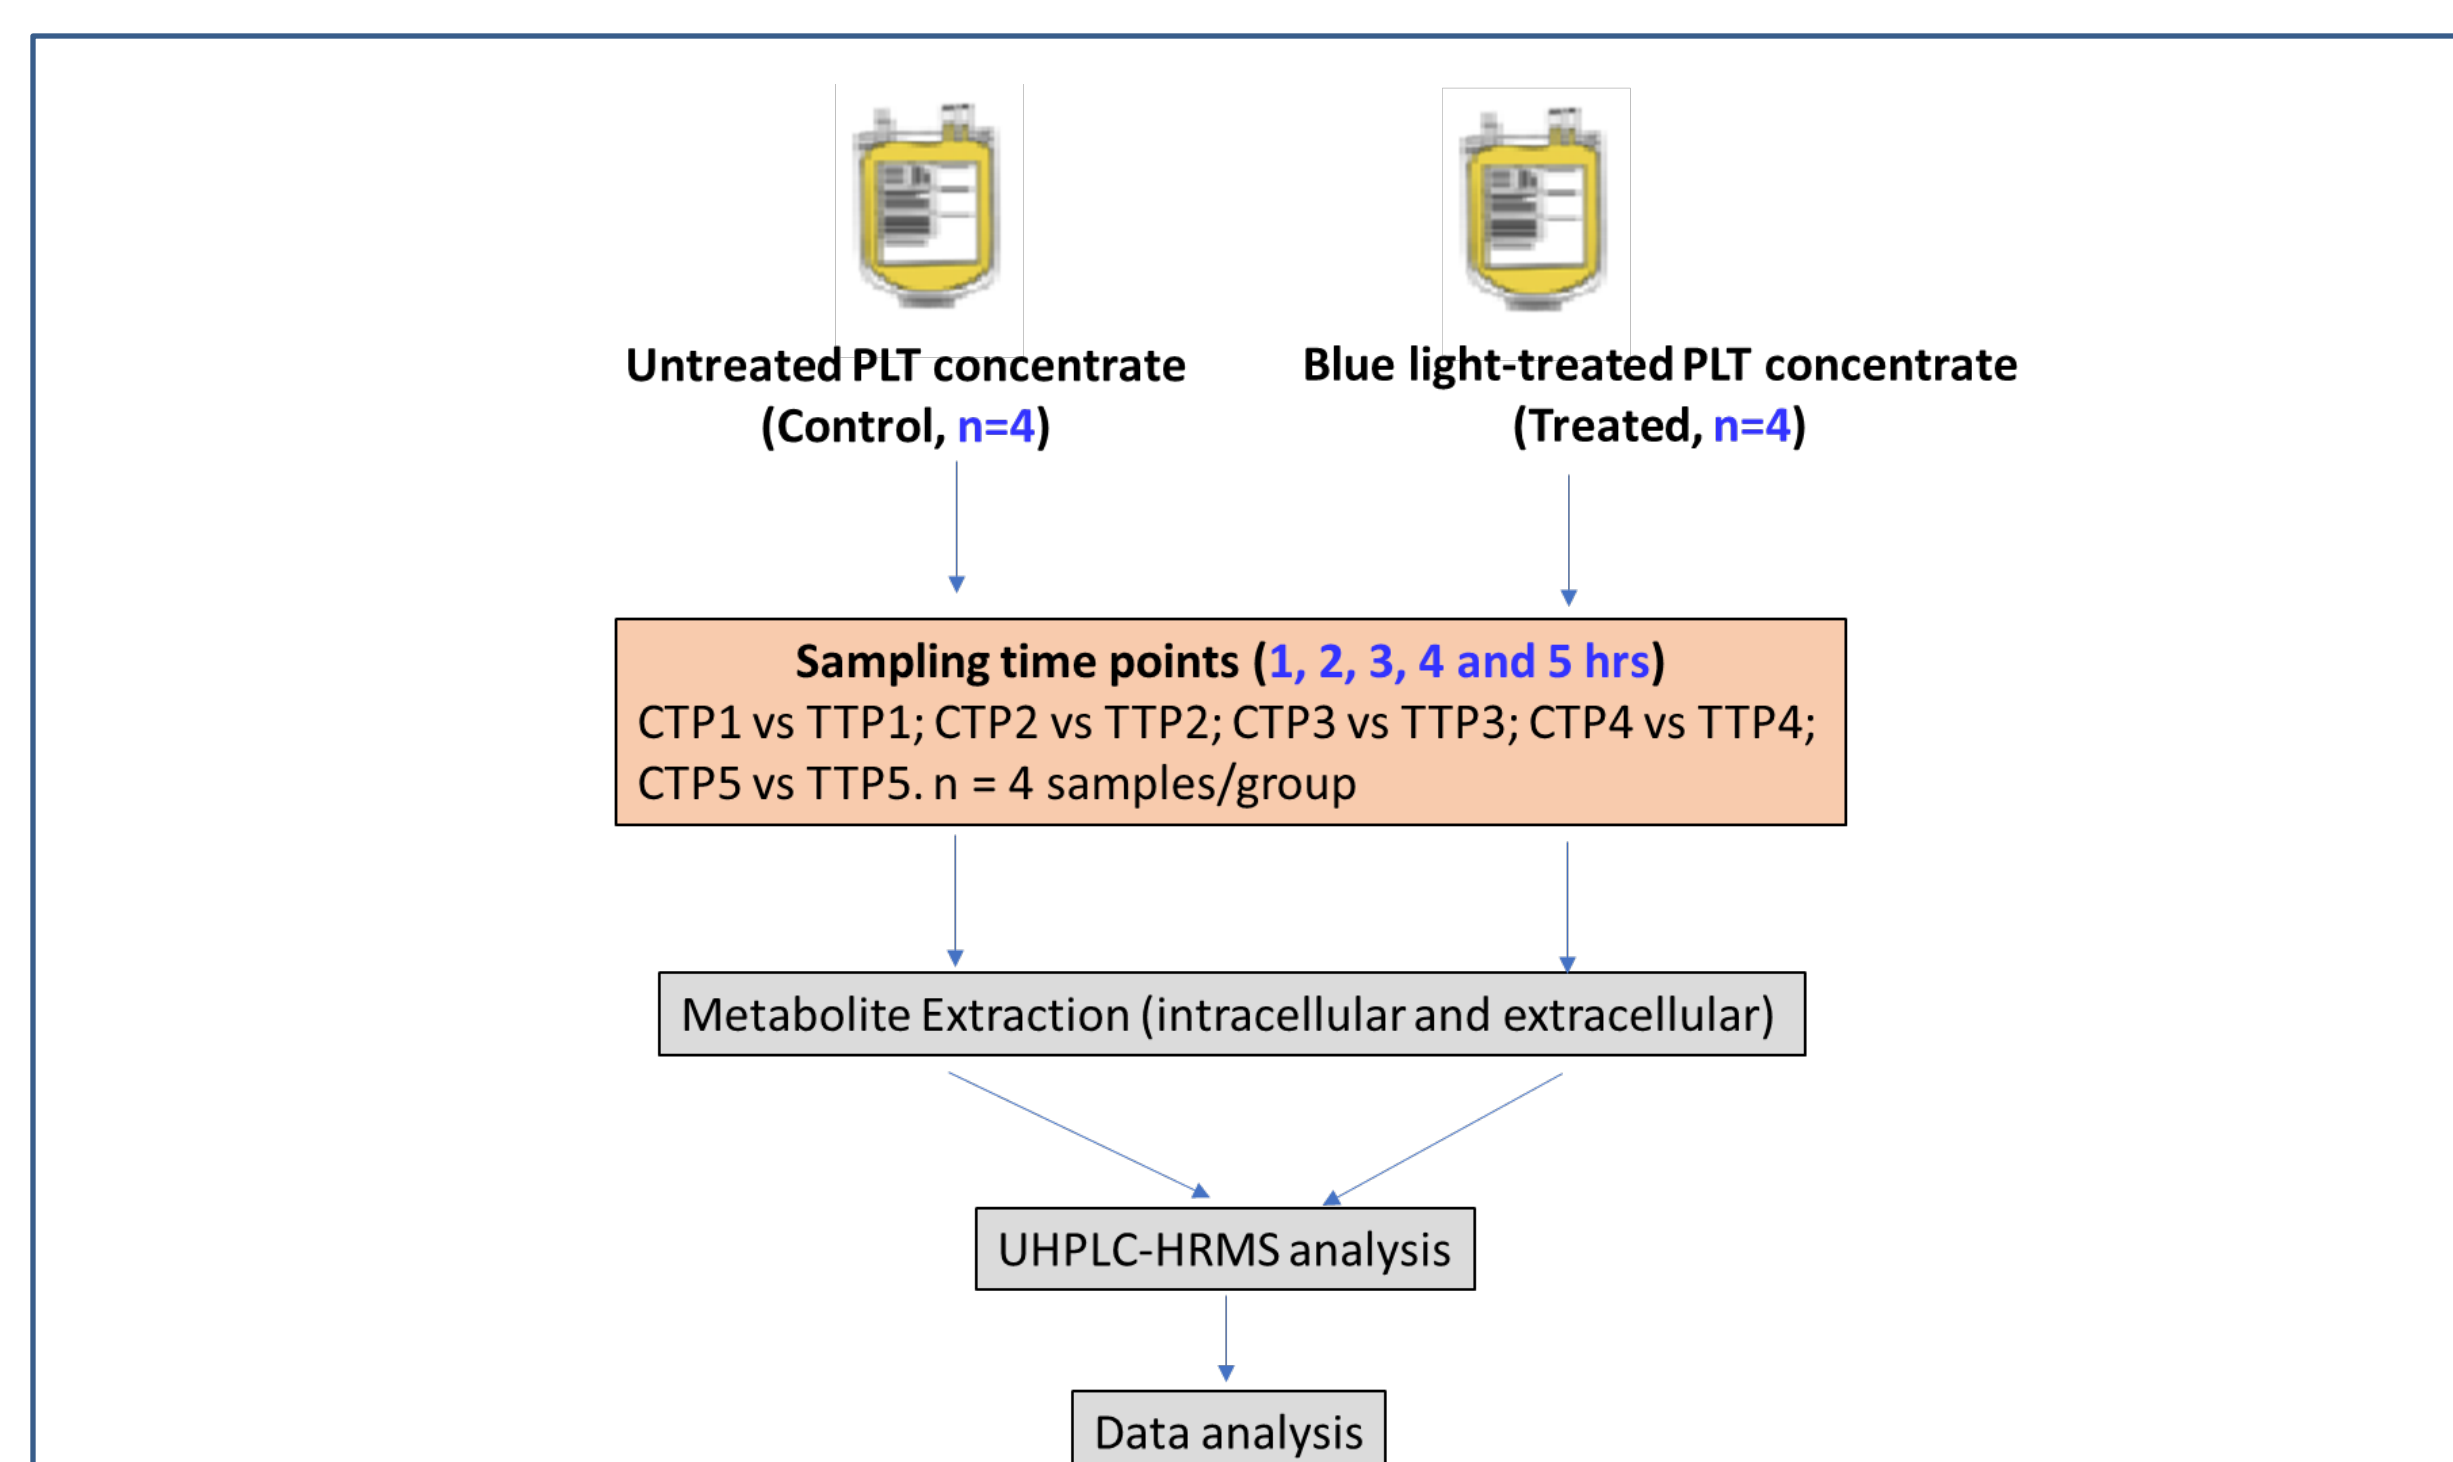 Untreated PLT concentrate
(Control, n=4)
Blue light-treated PLT concentrate
(Treated, n=4)
Sampling time points (1, 2, 3, 4 and 5 hrs)
CTP1 vs TTP1; CTP2 vs TTP2; CTP3 vs TTP3; CTP4 vs TTP4;
CTP5 vs TTP5. n = 4 samples/group
Metabolite Extraction (intracellular and extracellular)
UHPLC-HRMS analysis
Data analysis